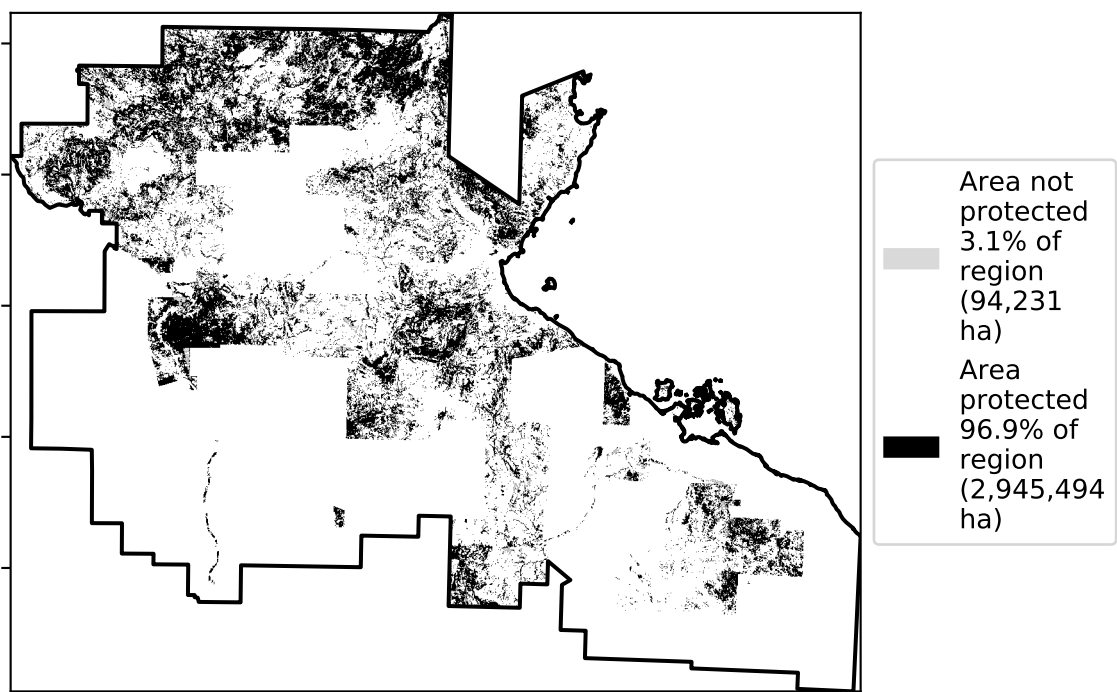 Area not
protected
3.1% of
region
(94,231
ha)
Area
protected
96.9% of
region
(2,945,494
ha)